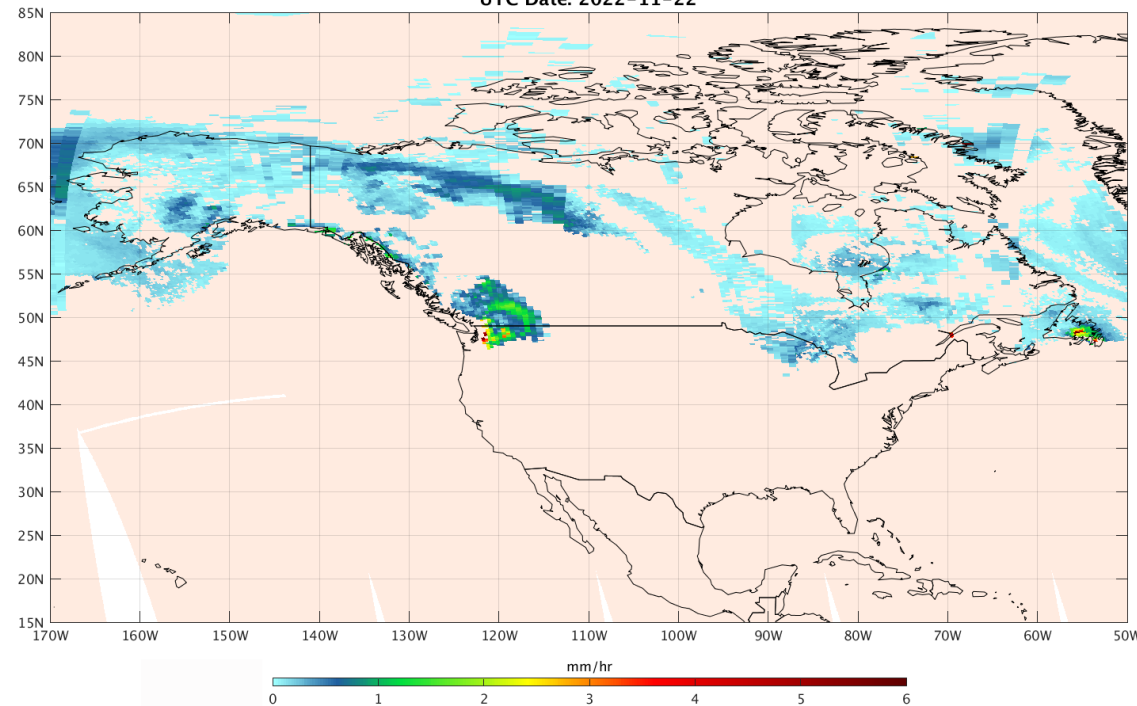 UTC Date: 2022-11-22
85N
80N
75N
70N
65N
60N
55N
50N
45N
40N
35N
30N
25N
20N
15N
170W 160W 150W 140W 130W 120W 110W 100W 90W 80W 70W 60W 50W
mm/hr
0 1 2 3 4 5 6